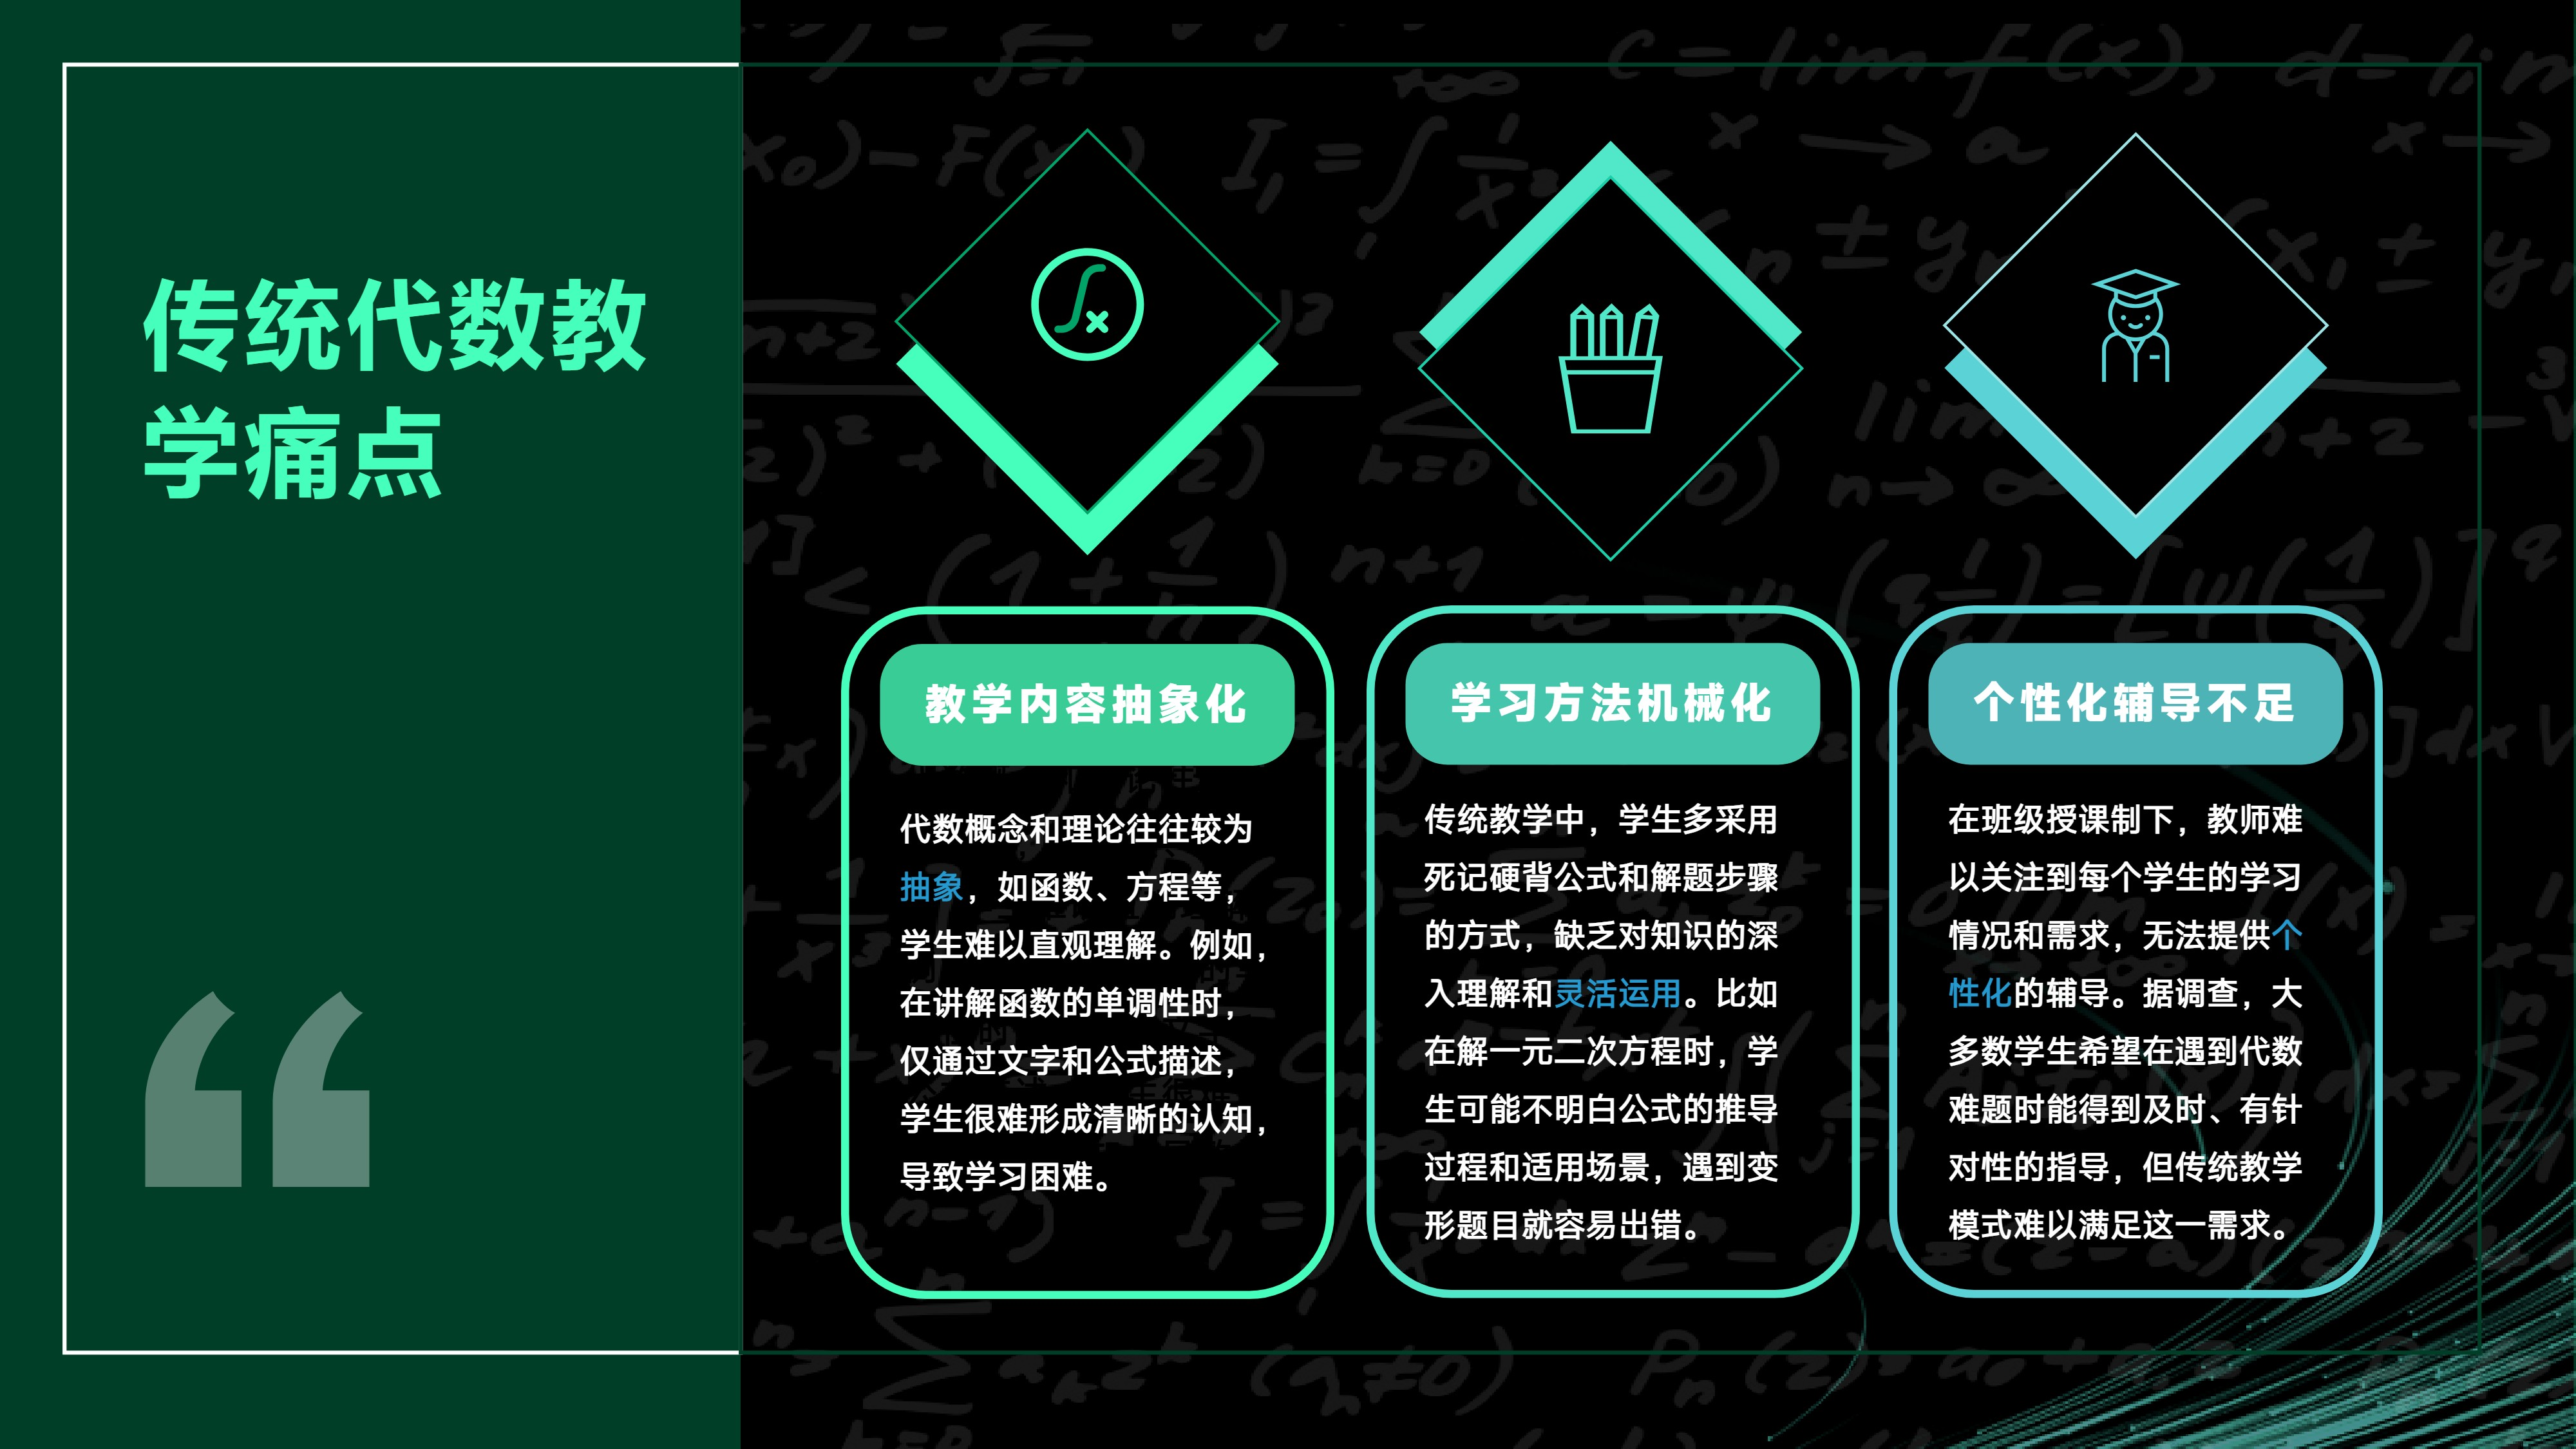 传统代数教
学痛点
教学内容抽象化
代数概念和理论往往较为
抽象，如函数、方程等，
学生难以直观理解。例如，
在讲解函数的单调性时，
仅通过文字和公式描述，
学生很难形成清晰的认知，
导致学习困难。
学习方法机械化
传统教学中，学生多采用
死记硬背公式和解题步骤
的方式，缺乏对知识的深
入理解和灵活运用。比如
在解一元二次方程时，学
生可能不明白公式的推导
过程和适用场景，遇到变
形题目就容易出错。
个性化辅导不足
在班级授课制下，教师难
以关注到每个学生的学习
情况和需求，无法提供个
性化的辅导。据调查，大
多数学生希望在遇到代数
难题时能得到及时、有针
对性的指导，但传统教学
模式难以满足这一需求。